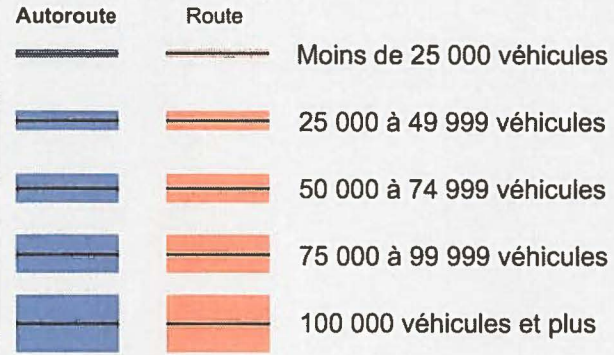 Autoroute Route
Moins de 25 000 véhicules
25 000 à 49 999 véhicules
50 000 à 74 999 véhicules
75 000 à 99 999 véhicules
100 000 véhicules et plus